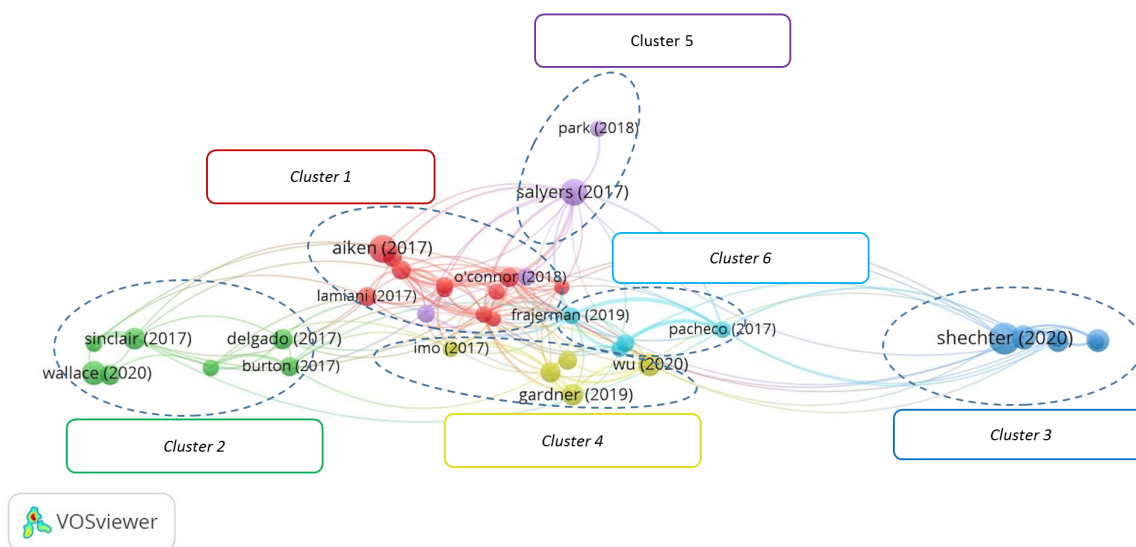 Cluster 5
park (2018)
Cluster 1
salyers (2017)
aiken (2017)
Cluster 6
o'connor (2018)
lamiani (2017)
frajerman (2019)
pacheco (2017)
sinclair (2017)
delgado (2017)
shechter (2020)
imo (2017)
burton (2017)
wu (2020)
wallace (2020)
gardner (2019)
Cluster 2
Cluster 4
Cluster 3
VOSviewer